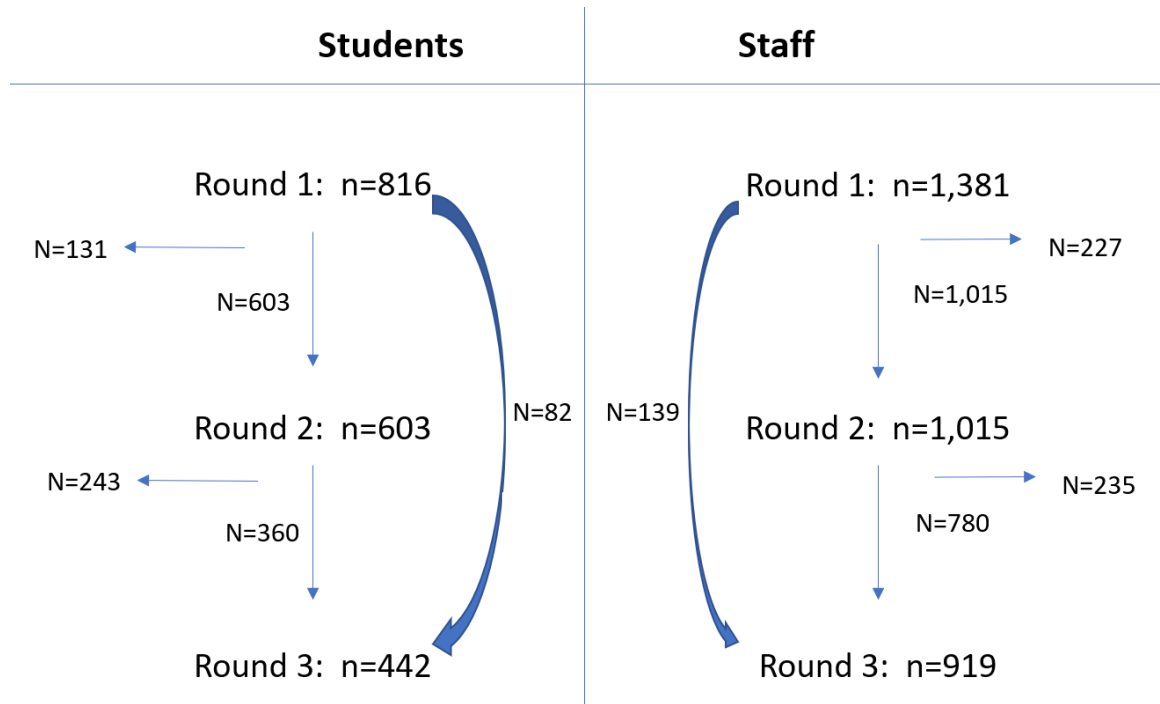 Students
Staff
Round 1:  n=816
N=131
N=603
N=82
Round 2:  n=603
N=243
N=360
Round 3:  n=442
Round 1:  n=1,381
N=227
N=1,015
N=139
Round 2:  n=1,015
N=235
N=780
Round 3:  n=919